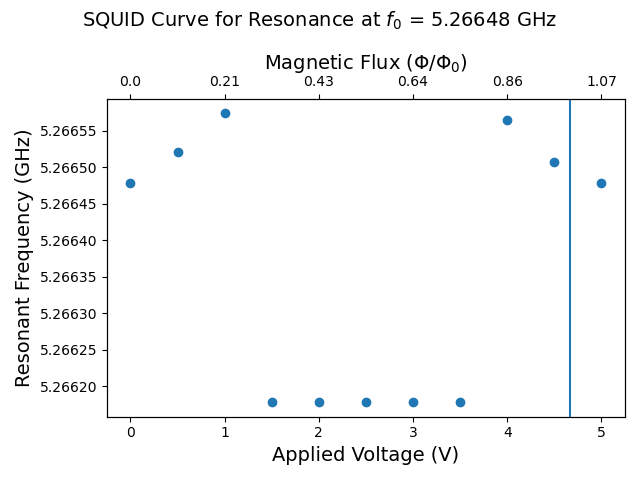 SQUID Curve for Resonance at f₀ = 5.26648 GHz
Magnetic Flux (Φ/Φ₀)
0.0 0.21 0.43 0.64 0.86 1.07
Resonant Frequency (GHz)
5.26655
5.26650
5.26645
5.26640
5.26635
5.26630
5.26625
5.26620
0 1 2 3 4 5
Applied Voltage (V)